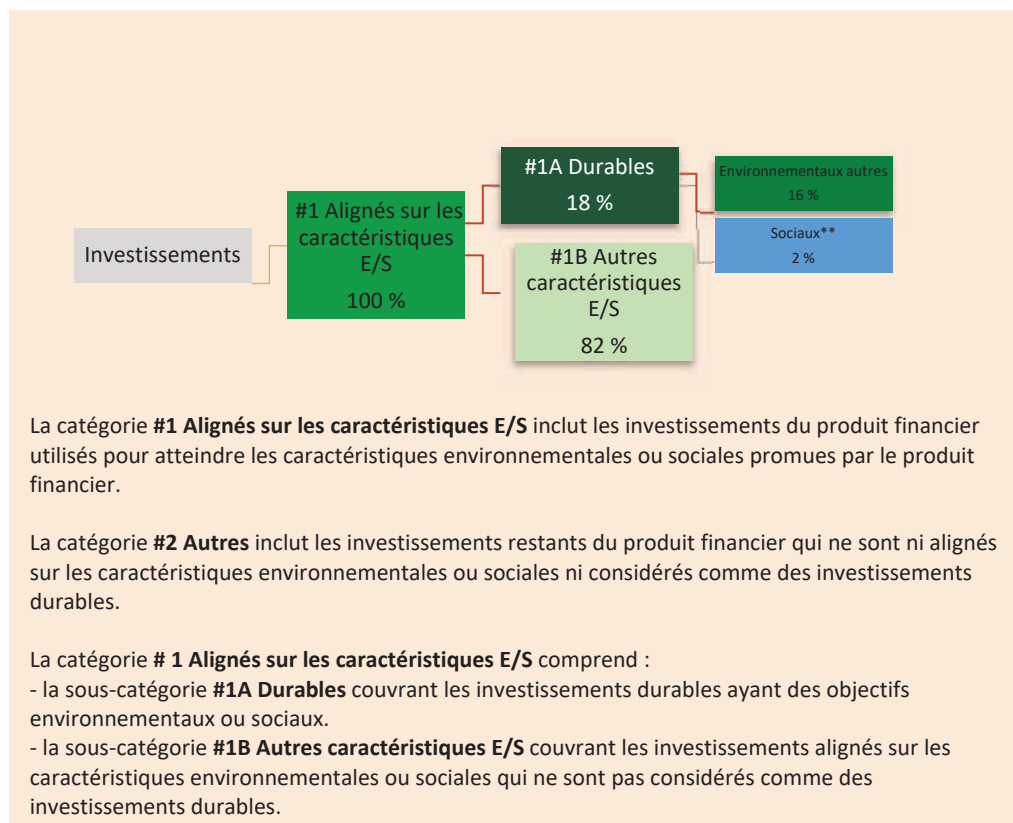 Investissements
#1 Alignés sur les
caractéristiques
E/S
100 %
#1A Durables
18 %
#1B Autres
caractéristiques
E/S
82 %
Environnementaux autres
16 %
Sociaux**
2 %
La catégorie #1 Alignés sur les caractéristiques E/S inclut les investissements du produit financier
utilisés pour atteindre les caractéristiques environnementales ou sociales promues par le produit
financier.
La catégorie #2 Autres inclut les investissements restants du produit financier qui ne sont ni alignés
sur les caractéristiques environnementales ou sociales ni considérés comme des investissements
durables.
La catégorie # 1 Alignés sur les caractéristiques E/S comprend :
- la sous-catégorie #1A Durables couvrant les investissements durables ayant des objectifs
environnementaux ou sociaux.
- la sous-catégorie #1B Autres caractéristiques E/S couvrant les investissements alignés sur les
caractéristiques environnementales ou sociales qui ne sont pas considérés comme des
investissements durables.